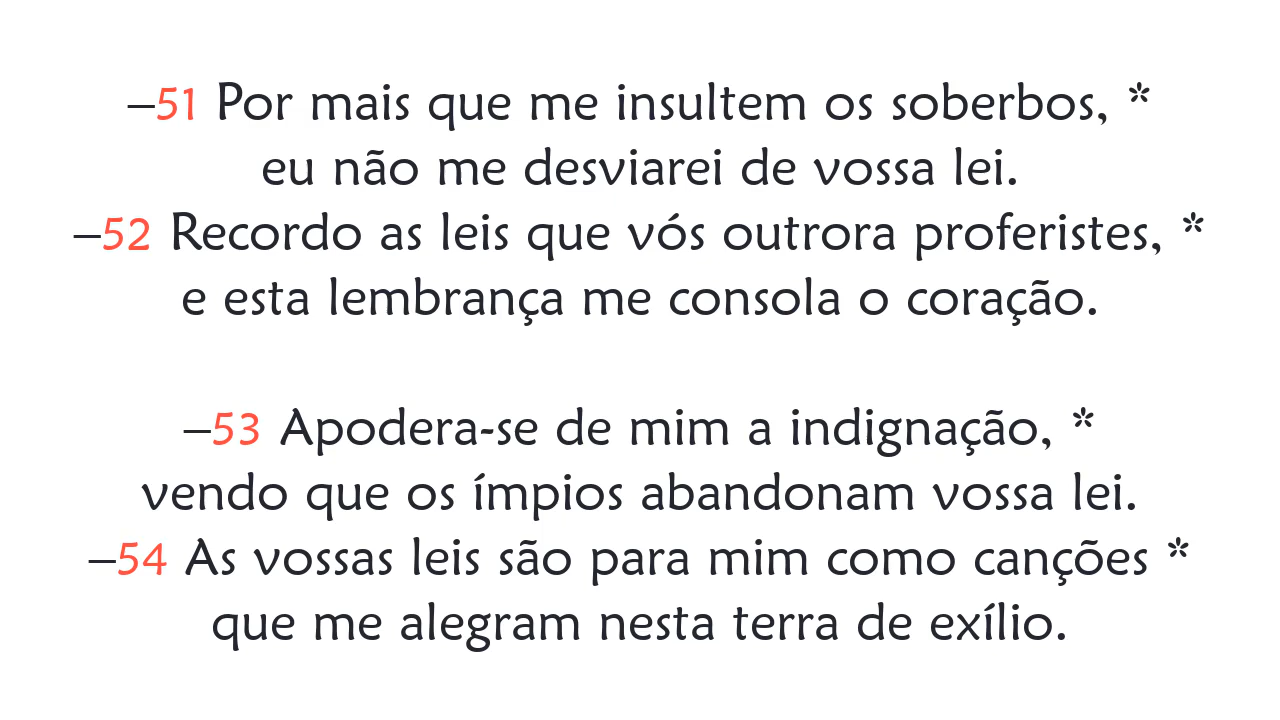 –51 Por mais que me insultem os soberbos, *
eu não me desviarei de vossa lei.
–52 Recordo as leis que vós outrora proferistes, *
e esta lembrança me consola o coração.
–53 Apodera-se de mim a indignação, *
vendo que os ímpios abandonam vossa lei.
–54 As vossas leis são para mim como canções *
que me alegram nesta terra de exílio.